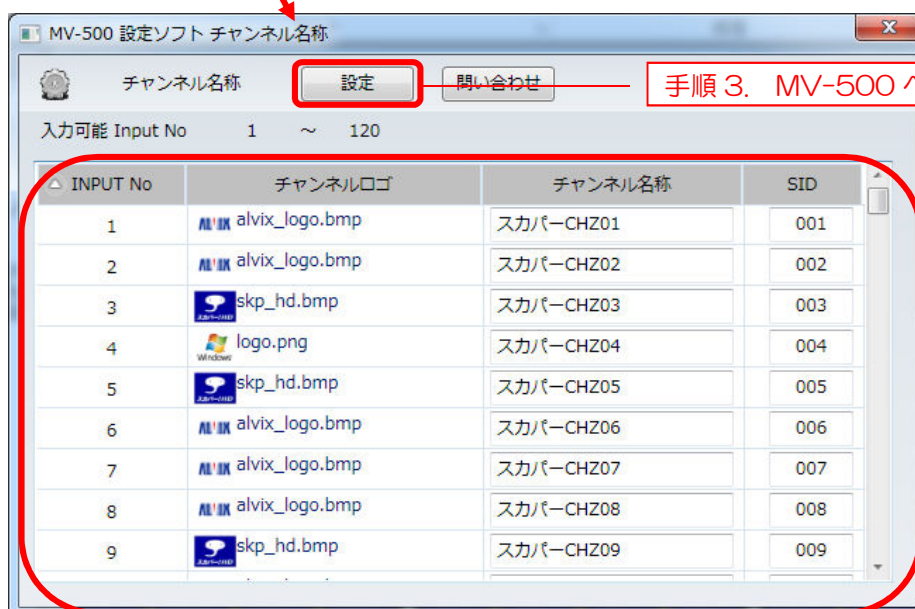 MV-500 設定ソフト チャンネル名称
チャンネル名称 設定 問い合わせ
手順３． MV-500 へ
入力可能 Input No 1 ～ 120
INPUT No チャンネルロゴ チャンネル名称 SID
1 ALVIX alvix_logo.bmp スカパーCHZ01 001
2 ALVIX alvix_logo.bmp スカパーCHZ02 002
3 skp_hd.bmp スカパーCHZ03 003
4 Windows logo.png スカパーCHZ04 004
5 skp_hd.bmp スカパーCHZ05 005
6 ALVIX alvix_logo.bmp スカパーCHZ06 006
7 ALVIX alvix_logo.bmp スカパーCHZ07 007
8 ALVIX alvix_logo.bmp スカパーCHZ08 008
9 skp_hd.bmp スカパーCHZ09 009